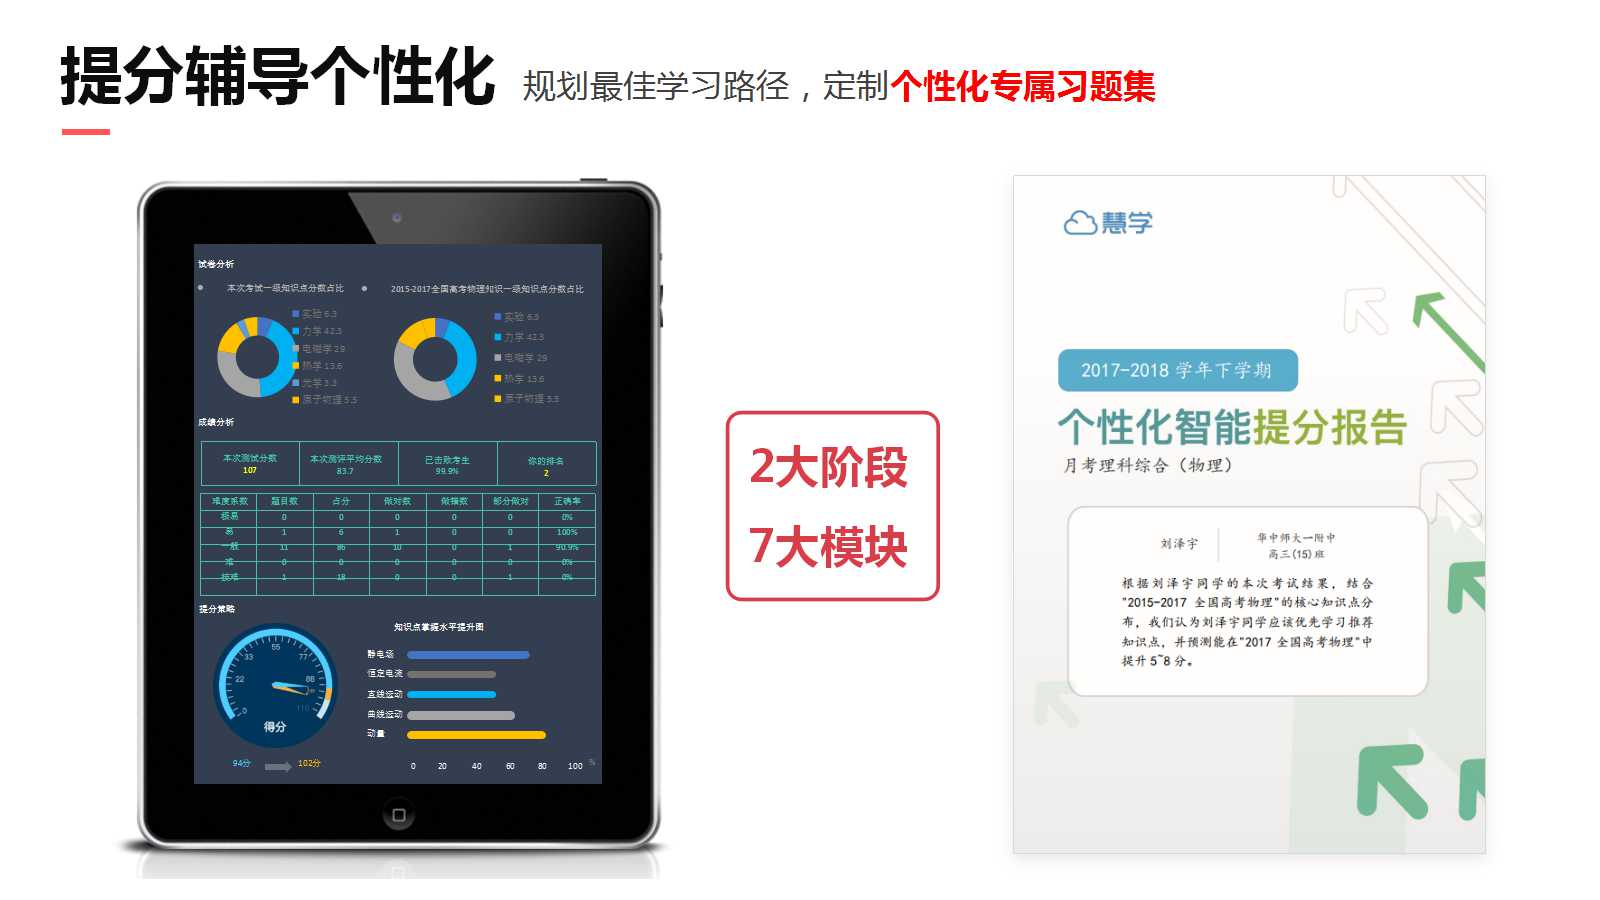 提分辅导个性化
规划最佳学习路径，定制个性化专属习题集
试卷分析
本次考试一级知识点分数占比
实验 6.3
力学 42.3
电磁学 29
热学 13.6
光学 3.3
原子物理 5.5
2015-2017全国高考物理知识一级知识点分数占比
实验 6.3
力学 42.3
电磁学 29
热学 13.6
原子物理 5.5
成绩分析
本次测试分数 本次测评平均分数 已击败考生 你的排名
107 83.7 99.9% 2
难度系数 题目数 占分 做对数 做错数 部分做对 正确率
极易 0 0 0 0 0 0%
易 1 6 1 0 0 100%
一般 11 86 10 0 1 90.9%
难 0 0 0 0 0 0%
技难 1 18 0 0 1 0%
提分策略
0 22 33 55 77 88 110
得分
94分 102分
知识点掌握水平提升图
静电场
恒定电流
直线运动
曲线运动
动量
0 20 40 60 80 100 %
2大阶段
7大模块
慧学
2017-2018 学年下学期
个性化智能提分报告
月考理科综合（物理）
刘泽宇
华中师大一附中
高三(15)班
根据刘泽宇同学的本次考试结果，结合
"2015-2017 全国高考物理"的核心知识点分
布，我们认为刘泽宇同学应该优先学习推荐
知识点，并预测能在"2017 全国高考物理"中
提升5~8分。